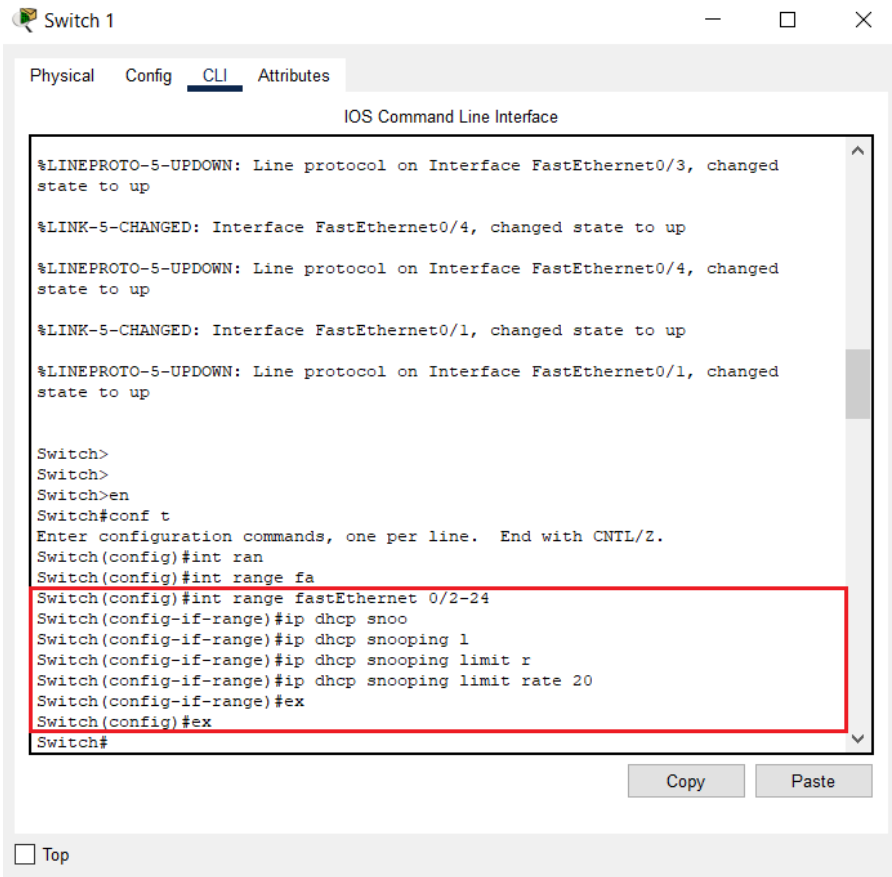 Switch 1
Physical Config CLI Attributes
IOS Command Line Interface
%LINEPROTO-5-UPDOWN: Line protocol on Interface FastEthernet0/3, changed
state to up
%LINK-5-CHANGED: Interface FastEthernet0/4, changed state to up
%LINEPROTO-5-UPDOWN: Line protocol on Interface FastEthernet0/4, changed
state to up
%LINK-5-CHANGED: Interface FastEthernet0/1, changed state to up
%LINEPROTO-5-UPDOWN: Line protocol on Interface FastEthernet0/1, changed
state to up
Switch>
Switch>
Switch>en
Switch#conf t
Enter configuration commands, one per line.  End with CNTL/Z.
Switch(config)#int ran
Switch(config)#int range fa
Switch(config)#int range fastEthernet 0/2-24
Switch(config-if-range)#ip dhcp snoo
Switch(config-if-range)#ip dhcp snooping l
Switch(config-if-range)#ip dhcp snooping limit r
Switch(config-if-range)#ip dhcp snooping limit rate 20
Switch(config-if-range)#ex
Switch(config)#ex
Switch#
Copy Paste
Top